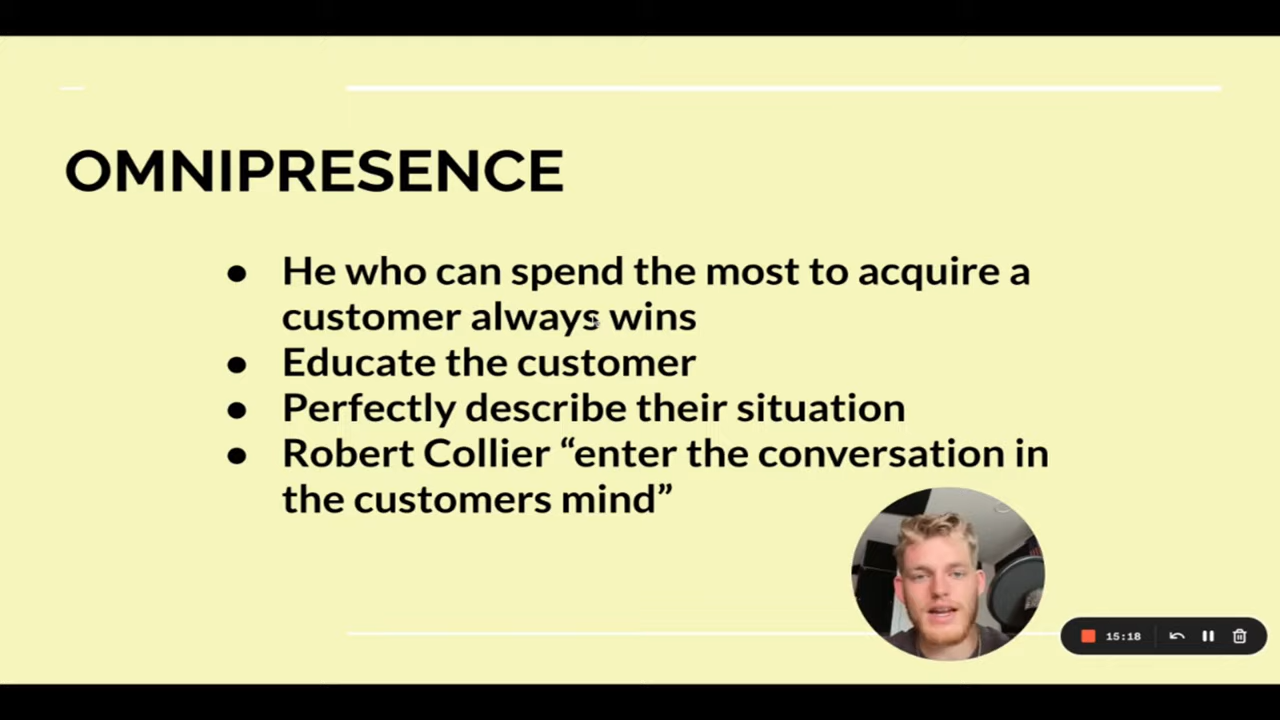 OMNIPRESENCE
● He who can spend the most to acquire a
customer always wins
● Educate the customer
● Perfectly describe their situation
● Robert Collier “enter the conversation in
the customers mind”
15:18